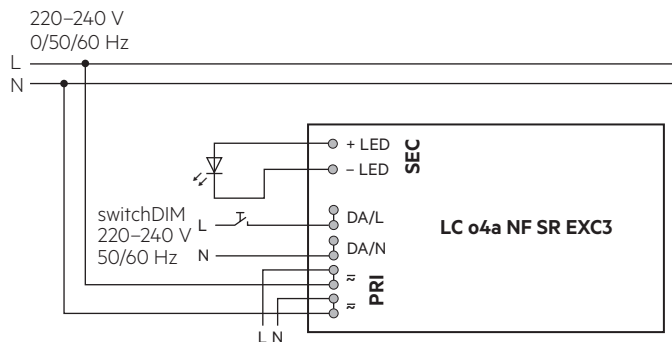 220–240 V
0/50/60 Hz
L
N
+ LED
– LED
SEC
switchDIM
220–240 V
50/60 Hz
L
N
DA/L
DA/N
≂
≂
PRI
L N
LC o4a NF SR EXC3